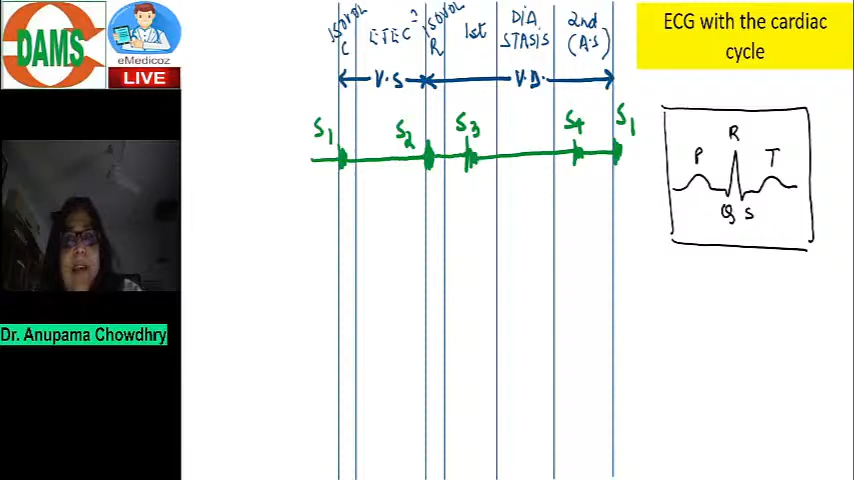 DAMS
eMedicoz
LIVE
Dr. Anupama Chowdhry
ISOVOL
C
EJEC
ISOVOL
R
1st
DIA
STASIS
2nd
(A.S)
V.S
V.D.
S1
S2
S3
S4
S1
ECG with the cardiac
cycle
R
P
T
Q S